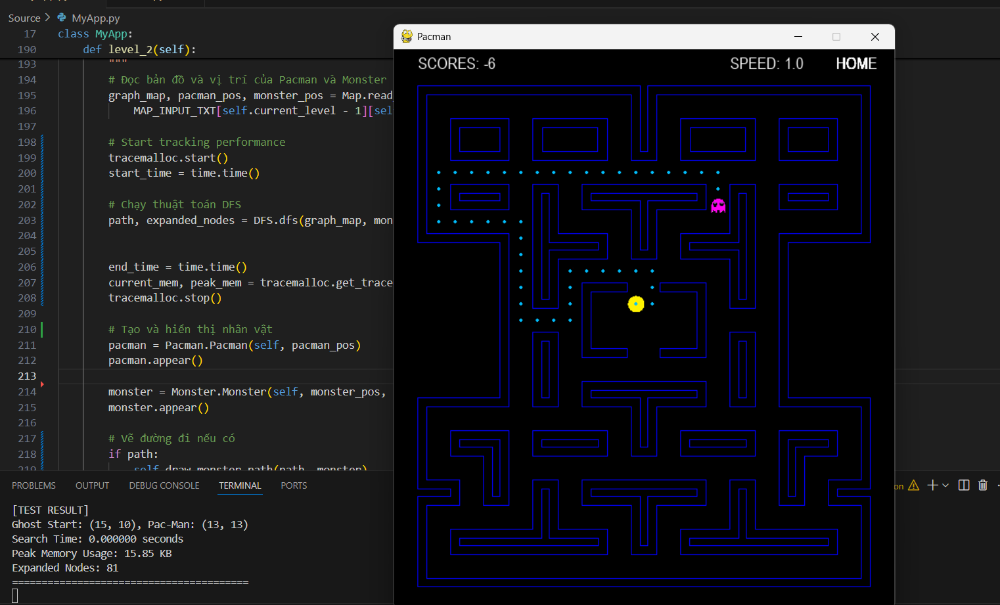 Source > MyApp.py
17 class MyApp:
190 def level_2(self):
193 """
194 # Đọc bản đồ và vị trí của Pacman và Monster
195 graph_map, pacman_pos, monster_pos = Map.read
196 MAP_INPUT_TXT[self.current_level - 1][sel
197
198 # Start tracking performance
199 tracemalloc.start()
200 start_time = time.time()
201
202 # Chạy thuật toán DFS
203 path, expanded_nodes = DFS.dfs(graph_map, mon
204
205
206 end_time = time.time()
207 current_mem, peak_mem = tracemalloc.get_trace
208 tracemalloc.stop()
209
210 # Tạo và hiển thị nhân vật
211 pacman = Pacman.Pacman(self, pacman_pos)
212 pacman.appear()
213
214 monster = Monster.Monster(self, monster_pos,
215 monster.appear()
216
217 # Vẽ đường đi nếu có
218 if path:
219 self.draw_monster_path(path, monster)
Pacman
SCORES: -6 SPEED: 1.0 HOME
PROBLEMS OUTPUT DEBUG CONSOLE TERMINAL PORTS
on
[TEST RESULT]
Ghost Start: (15, 10), Pac-Man: (13, 13)
Search Time: 0.000000 seconds
Peak Memory Usage: 15.85 KB
Expanded Nodes: 81
========================================